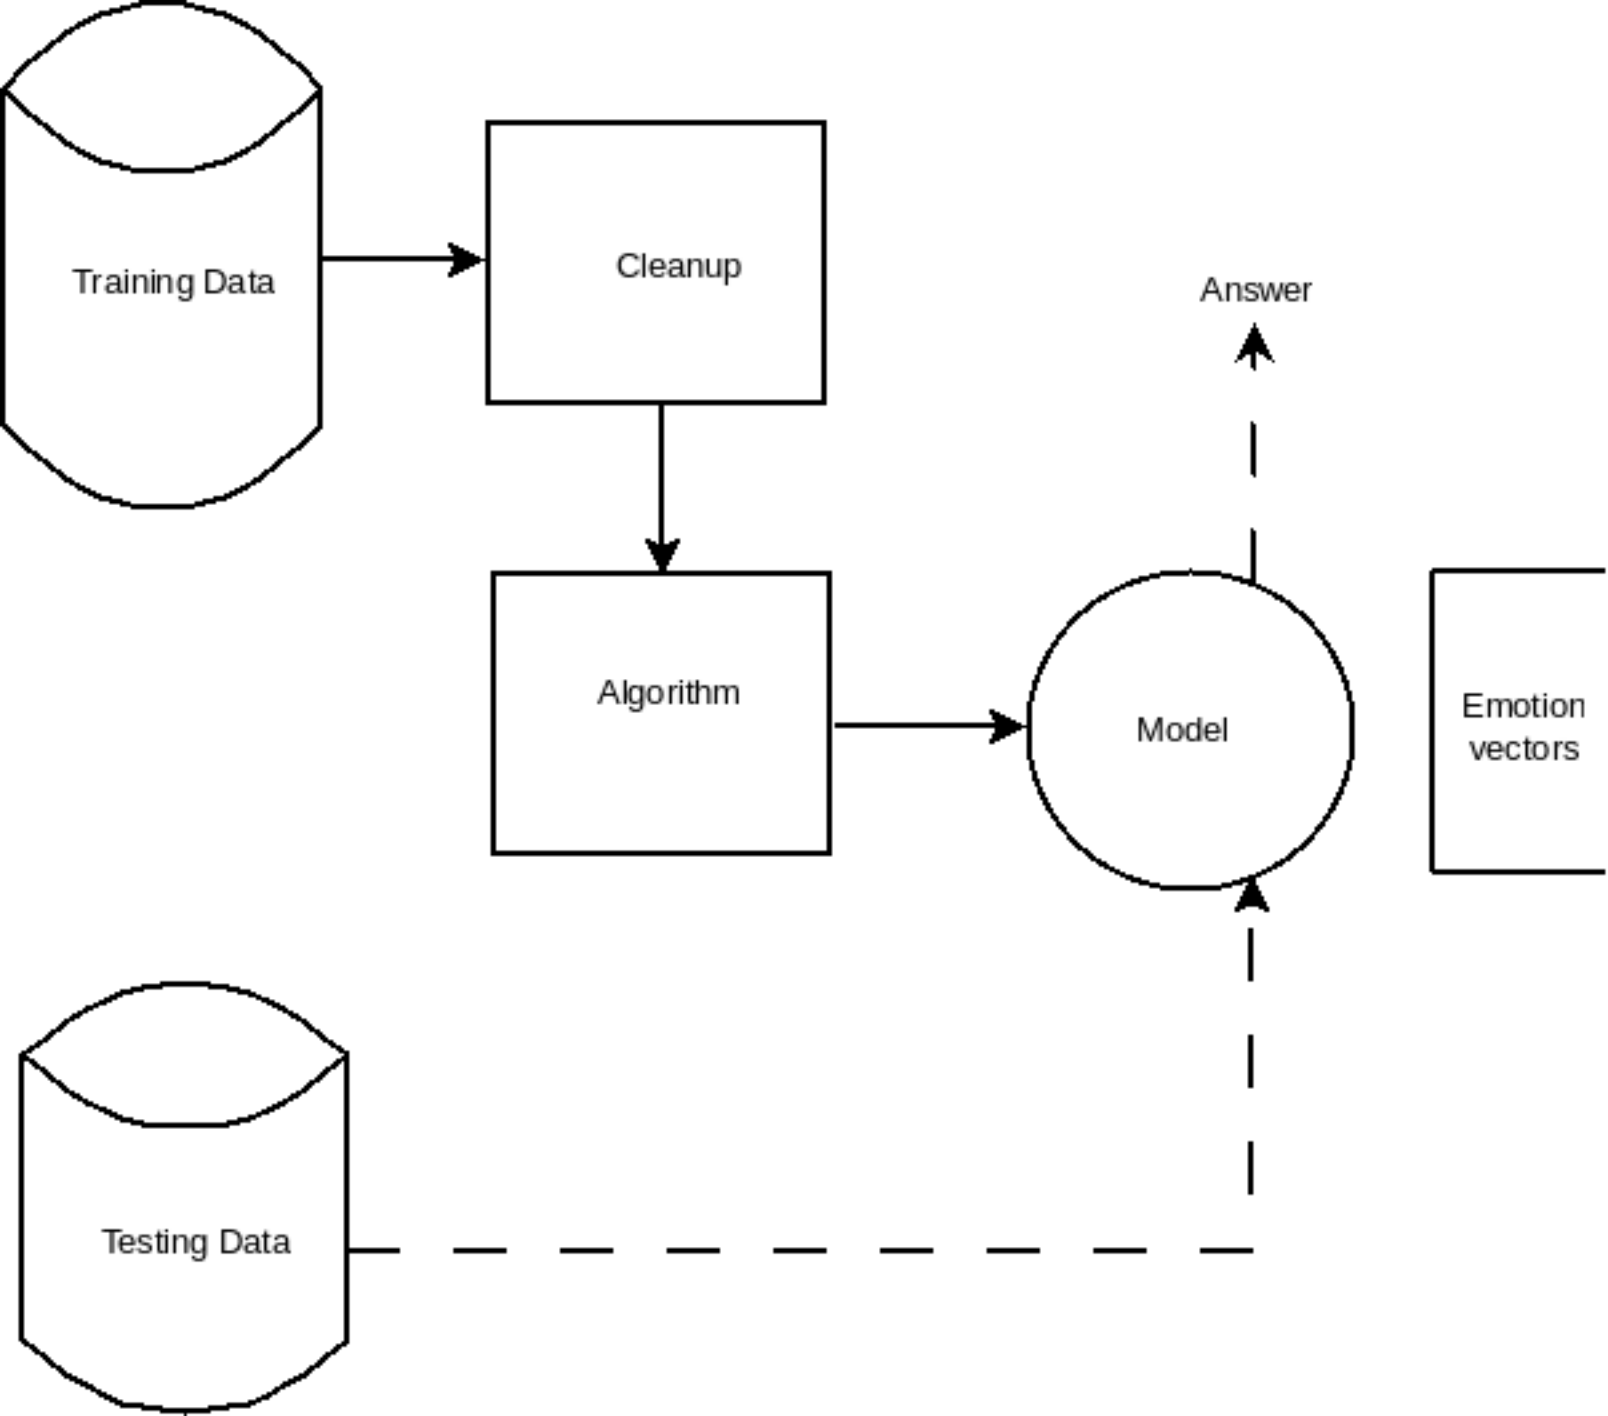 Training Data
Cleanup
Answer
Algorithm
Model
Emotion
vectors
Testing Data